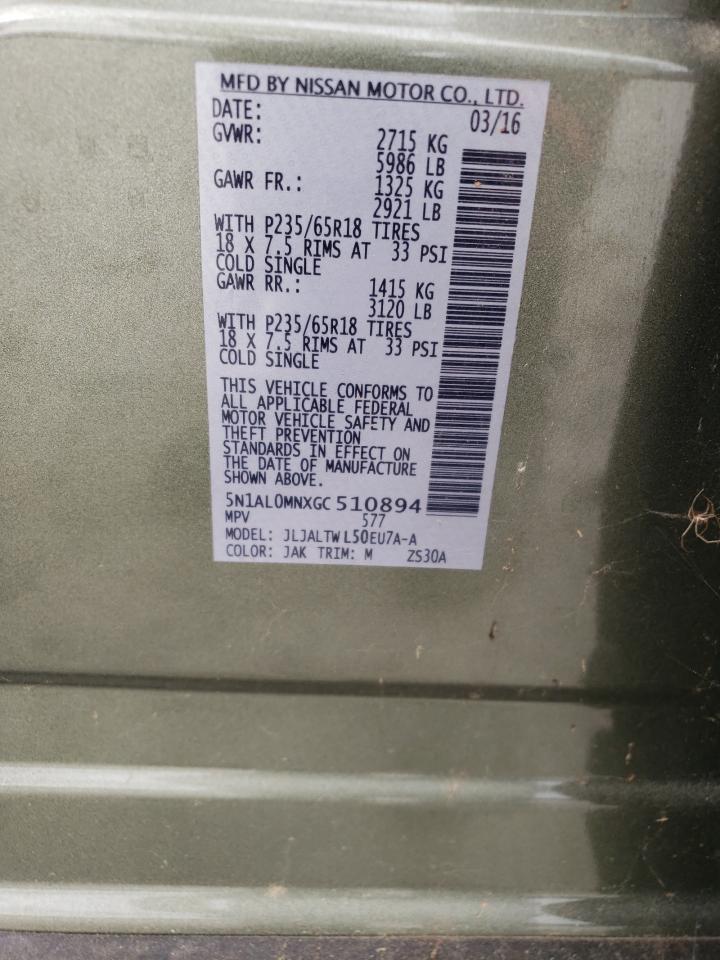 MFD BY NISSAN MOTOR CO., LTD.
DATE: 03/16
GVWR: 2715 KG
5986 LB
GAWR FR.: 1325 KG
2921 LB
WITH P235/65R18 TIRES
18 X 7.5 RIMS AT 33 PSI
COLD SINGLE
GAWR RR.: 1415 KG
3120 LB
WITH P235/65R18 TIRES
18 X 7.5 RIMS AT 33 PSI
COLD SINGLE
THIS VEHICLE CONFORMS TO
ALL APPLICABLE FEDERAL
MOTOR VEHICLE SAFETY AND
THEFT PREVENTION
STANDARDS IN EFFECT ON
THE DATE OF MANUFACTURE
SHOWN ABOVE.
5N1AL0MNXGC 510894
MPV 577
MODEL: JLJALTWL50EU7A-A
COLOR: JAK TRIM: M ZS30A